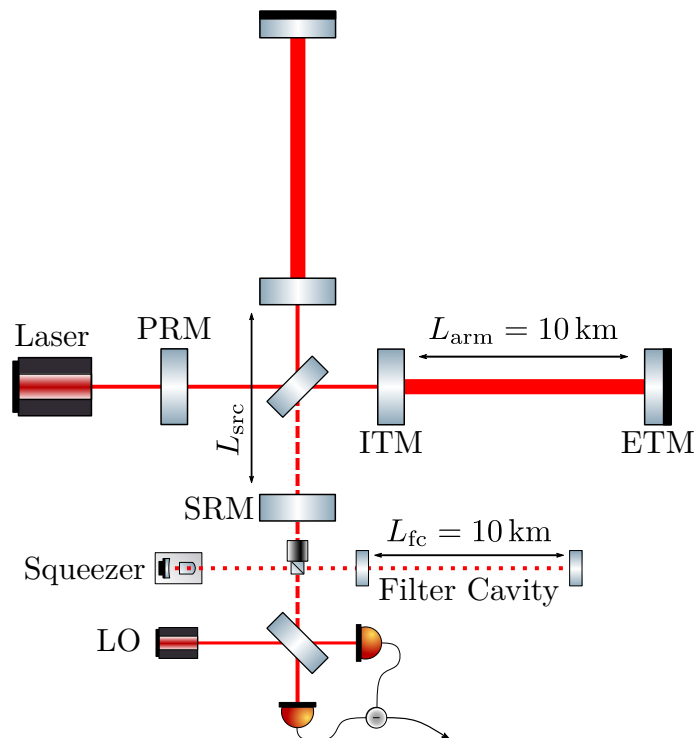 Laser
PRM
L_arm = 10 km
ITM
ETM
L_src
SRM
L_fc = 10 km
Squeezer
Filter Cavity
LO
-